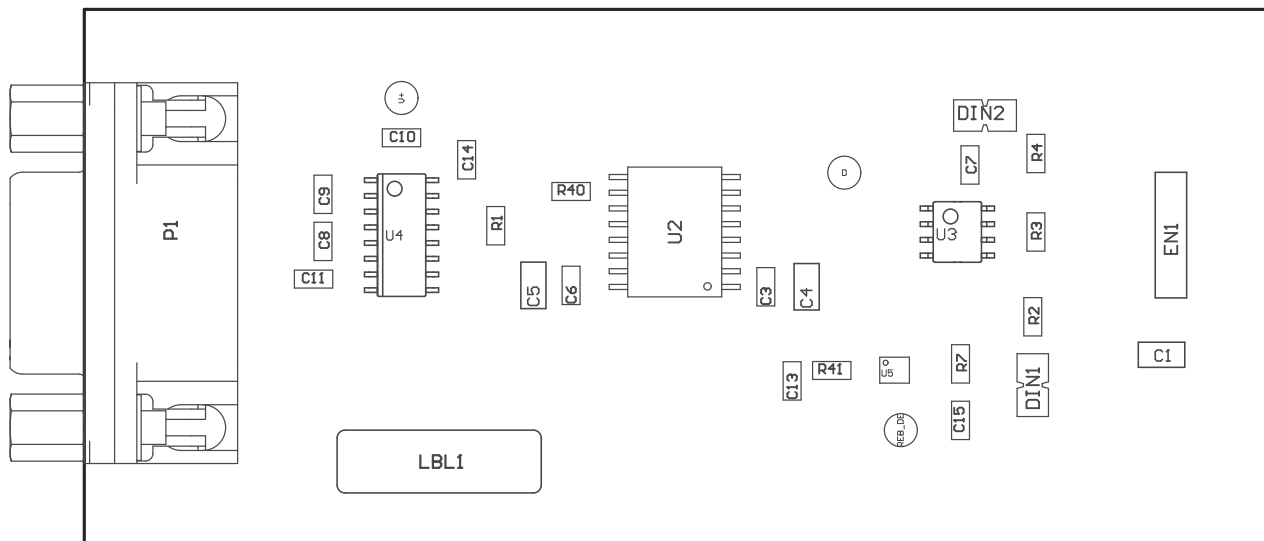 V+
C10
C14
DIN2
R4
C7
D
R40
C9
C8
C11
U4
R1
P1
U2
U3
R3
EN1
C5
C6
C3
C4
R2
C1
C13
R41
U5
R7
DIN1
C15
REB_DE
LBL1